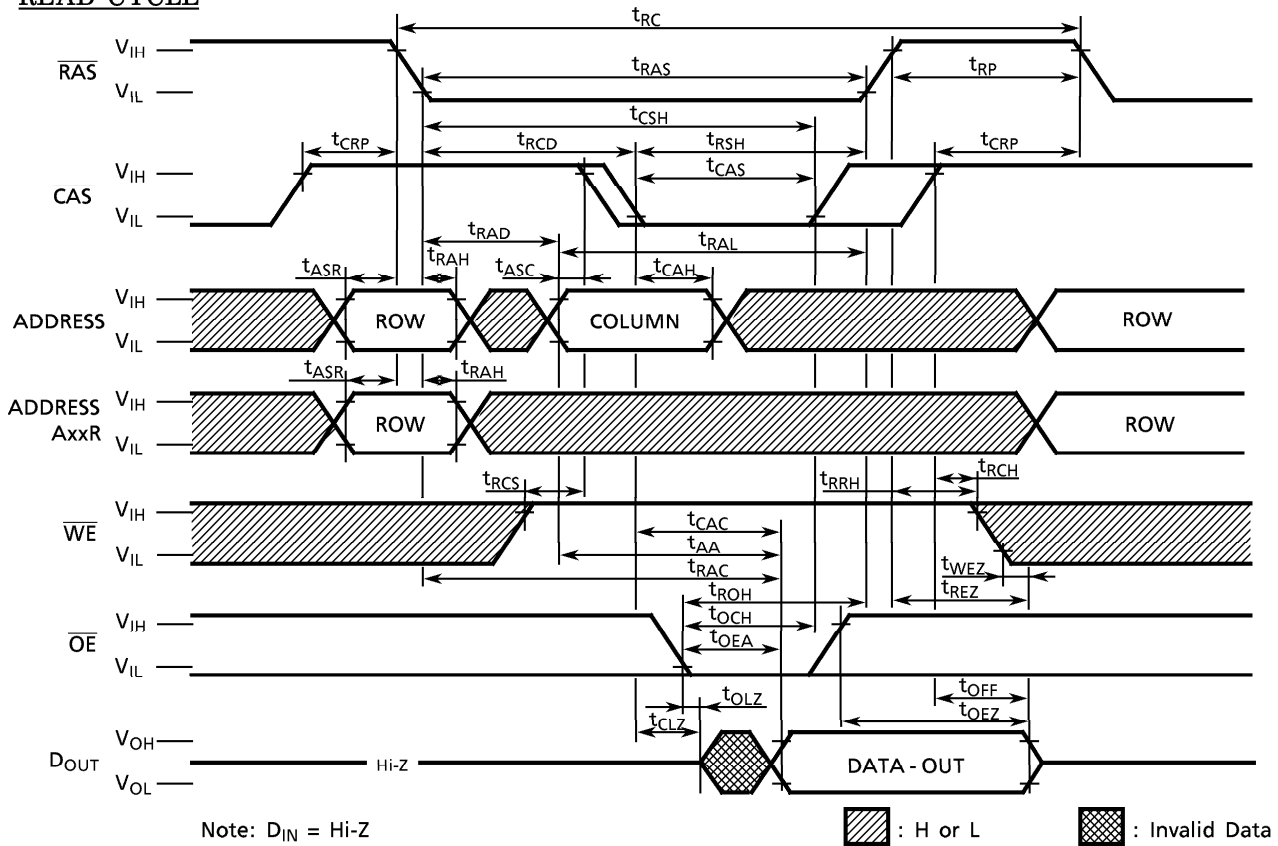 READ CYCLE
tRC
VIH
RAS
VIL
tRAS
tRP
tCSH
tCRP
tRCD
tRSH
tCRP
VIH
CAS
VIL
tCAS
tRAD
tRAL
tASR
tRAH
tASC
tCAH
VIH
ADDRESS
VIL
ROW
COLUMN
ROW
tASR
tRAH
ADDRESS
AxxR
VIH
VIL
ROW
ROW
tRCS
tRRH
tRCH
VIH
WE
VIL
tCAC
tAA
tRAC
tWEZ
tREZ
tROH
VIH
OE
VIL
tOCH
tOEA
tOLZ
tOFF
tCLZ
tOEZ
VOH
DOUT
VOL
Hi-Z
DATA - OUT
Note: DIN = Hi-Z
: H or L
: Invalid Data